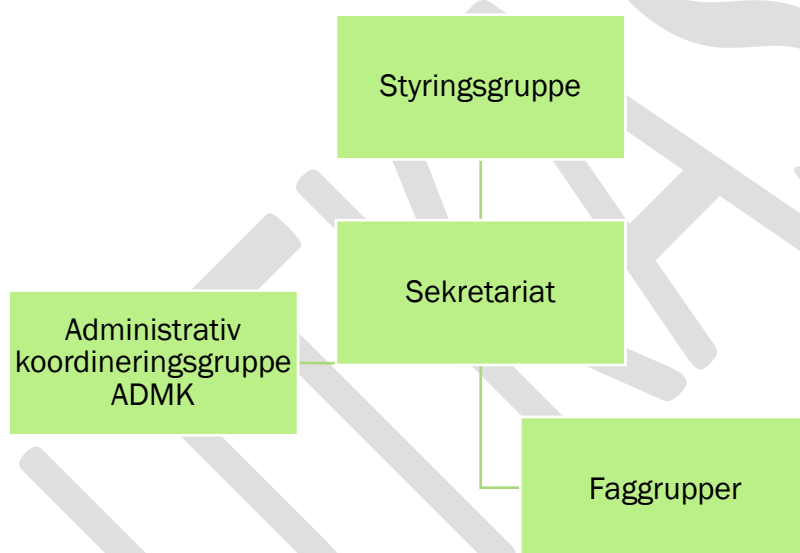 Styringsgruppe
Sekretariat
Administrativ
koordineringsgruppe
ADMK
Faggrupper